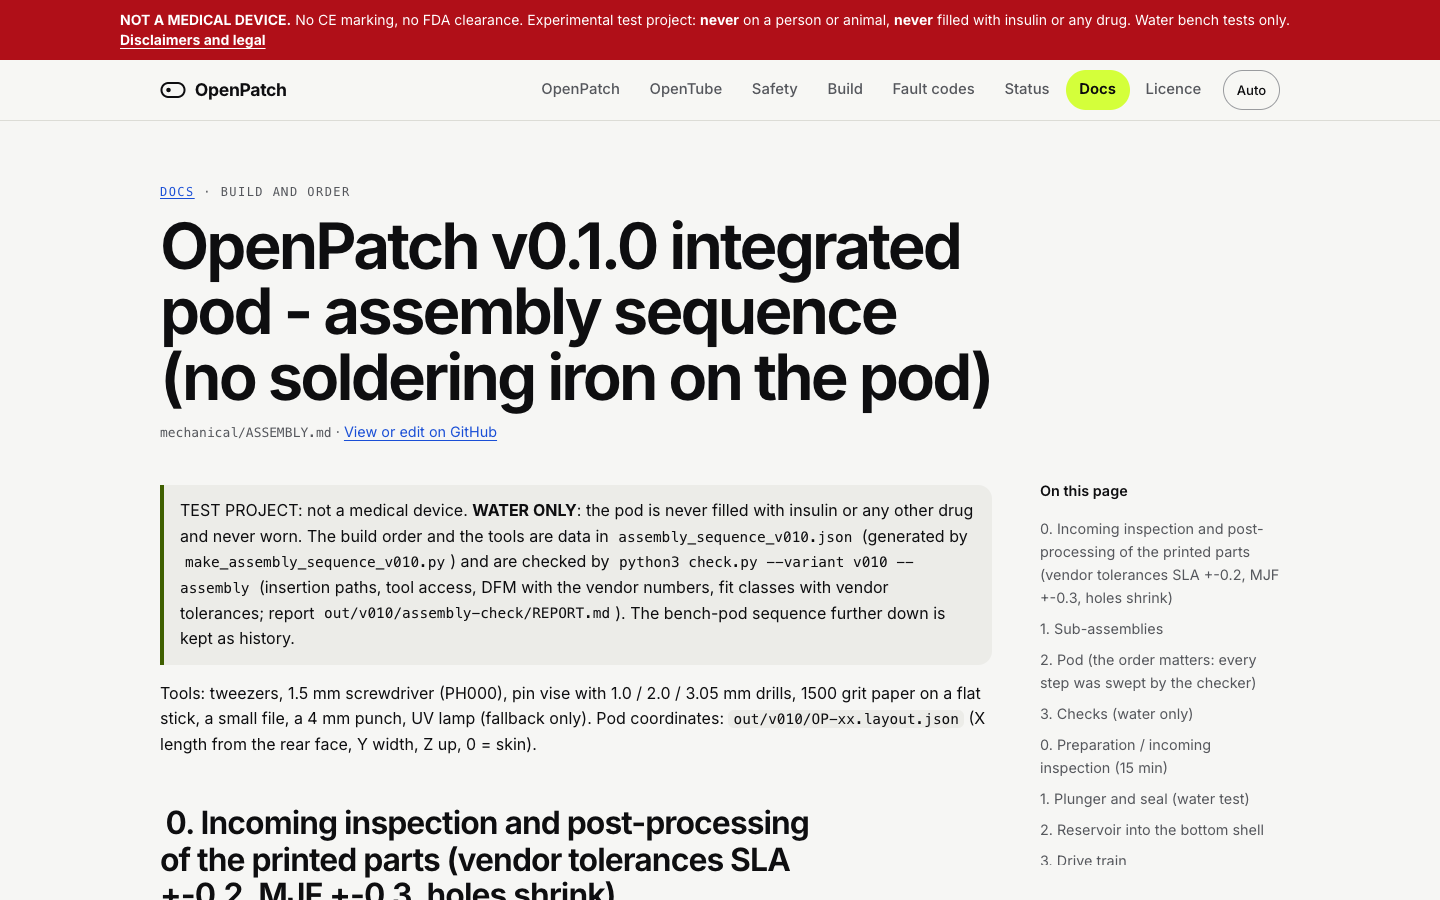 NOT A MEDICAL DEVICE. No CE marking, no FDA clearance. Experimental test project: never on a person or animal, never filled with insulin or any drug. Water bench tests only.
Disclaimers and legal
OpenPatch
OpenPatch OpenTube Safety Build Fault codes Status Docs Licence Auto
DOCS · BUILD AND ORDER
OpenPatch v0.1.0 integrated
pod - assembly sequence
(no soldering iron on the pod)
mechanical/ASSEMBLY.md · View or edit on GitHub
TEST PROJECT: not a medical device. WATER ONLY: the pod is never filled with insulin or any other drug
and never worn. The build order and the tools are data in assembly_sequence_v010.json (generated by
make_assembly_sequence_v010.py) and are checked by python3 check.py --variant v010 --
assembly (insertion paths, tool access, DFM with the vendor numbers, fit classes with vendor
tolerances; report out/v010/assembly-check/REPORT.md). The bench-pod sequence further down is
kept as history.
Tools: tweezers, 1.5 mm screwdriver (PH000), pin vise with 1.0 / 2.0 / 3.05 mm drills, 1500 grit paper on a flat
stick, a small file, a 4 mm punch, UV lamp (fallback only). Pod coordinates: out/v010/OP-xx.layout.json (X
length from the rear face, Y width, Z up, 0 = skin).
0. Incoming inspection and post-processing
of the printed parts (vendor tolerances SLA
+-0.2, MJF +-0.3, holes shrink)
On this page
0. Incoming inspection and post-
processing of the printed parts
(vendor tolerances SLA +-0.2, MJF
+-0.3, holes shrink)
1. Sub-assemblies
2. Pod (the order matters: every
step was swept by the checker)
3. Checks (water only)
0. Preparation / incoming
inspection (15 min)
1. Plunger and seal (water test)
2. Reservoir into the bottom shell
3. Drive train